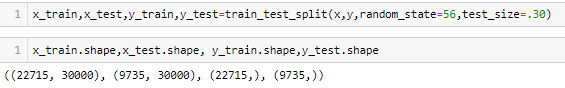 1 x_train,x_test,y_train,y_test=train_test_split(x,y,random_state=56,test_size=.30)
1 x_train.shape,x_test.shape, y_train.shape,y_test.shape
((22715, 30000), (9735, 30000), (22715,), (9735,))